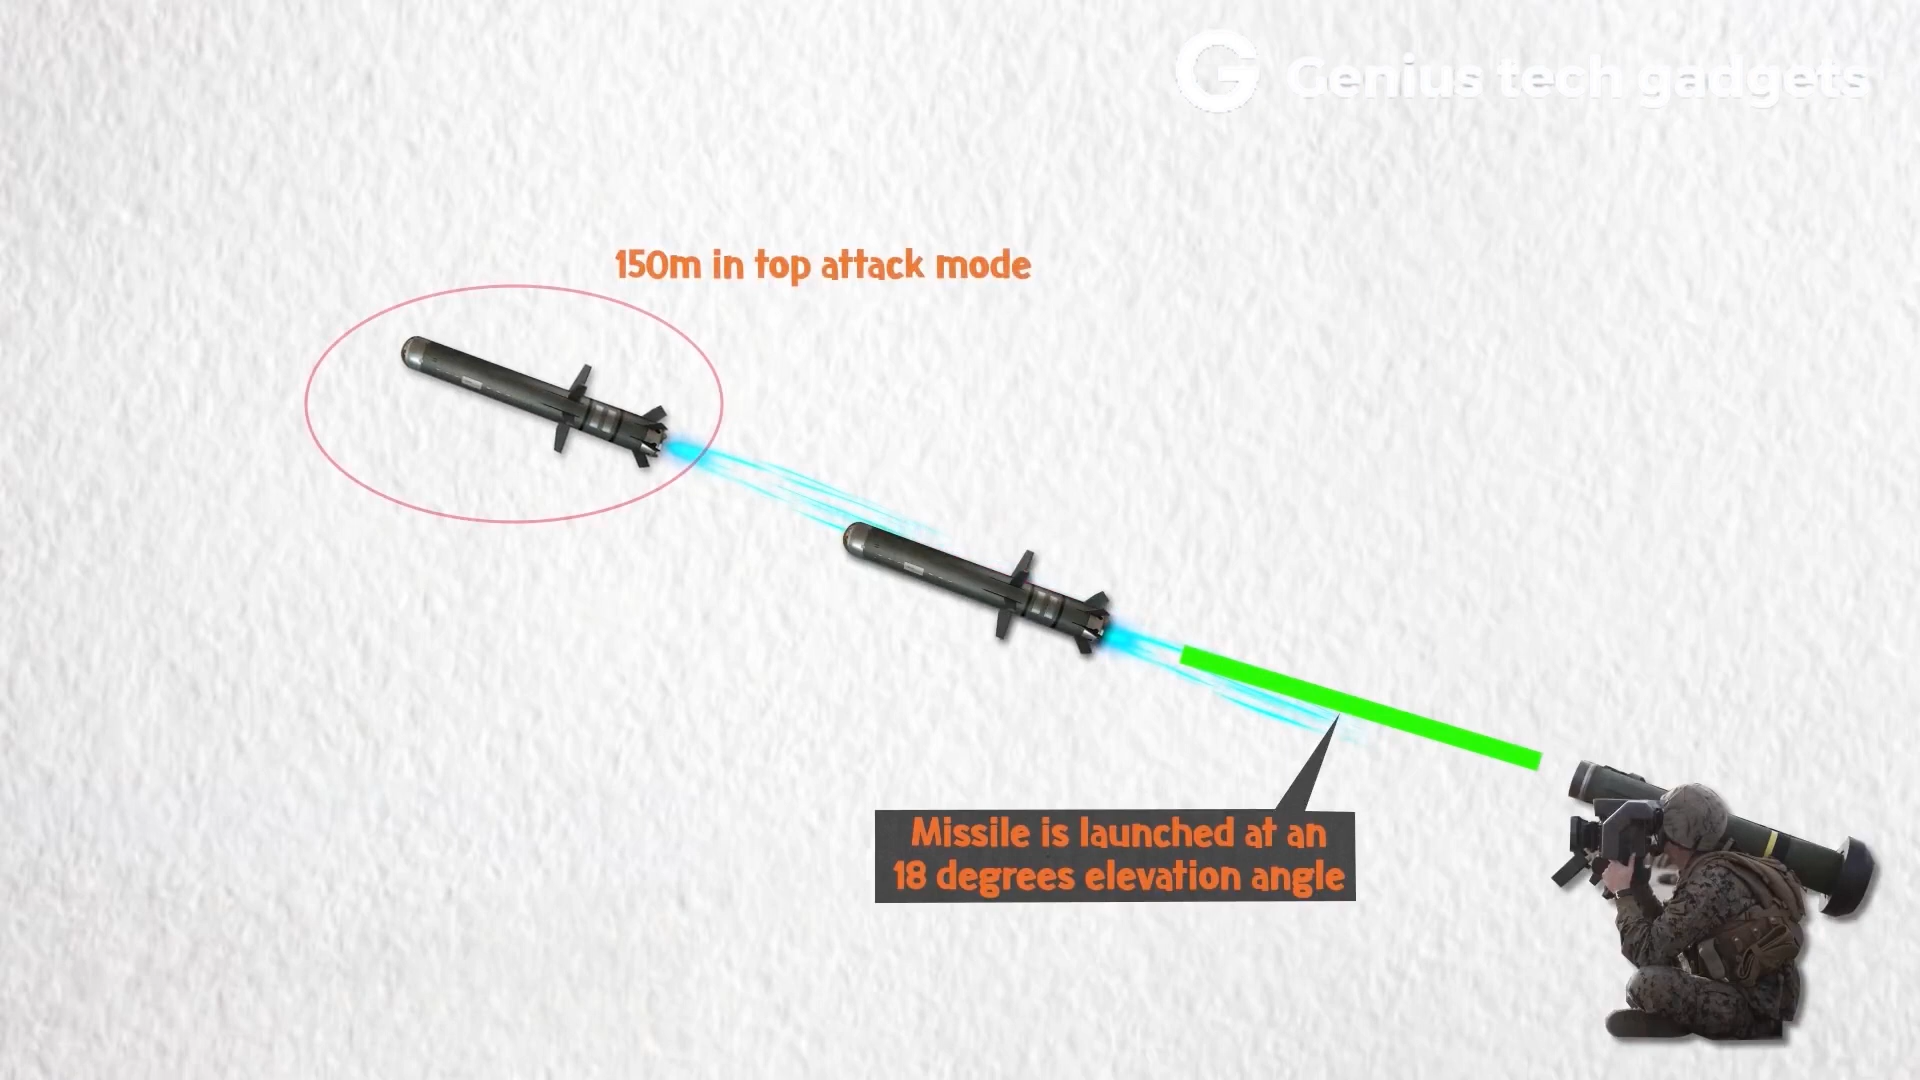 Genius tech gadgets
150m in top attack mode
Missile is launched at an
18 degrees elevation angle